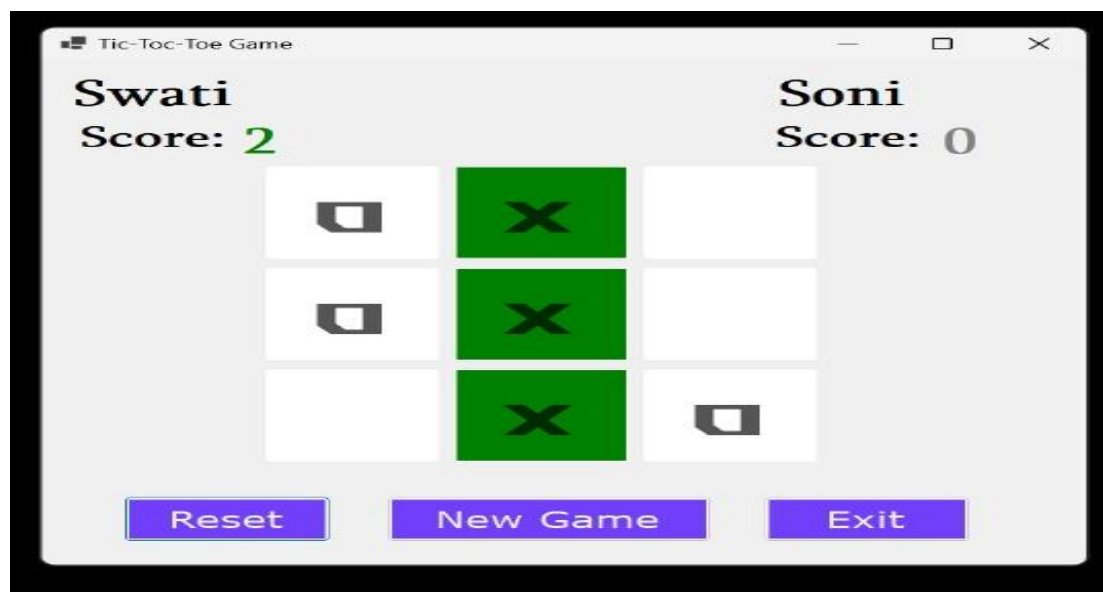 Tic-Toc-Toe Game
Swati Soni
Score: 2 Score: 0
X
X
X
Reset New Game Exit